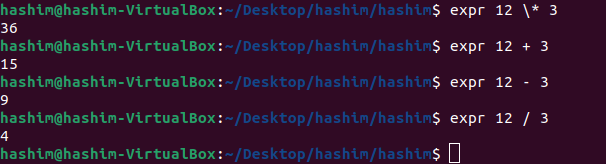 hashim@hashim-VirtualBox:~/Desktop/hashim/hashim$ expr 12 \* 3
36
hashim@hashim-VirtualBox:~/Desktop/hashim/hashim$ expr 12 + 3
15
hashim@hashim-VirtualBox:~/Desktop/hashim/hashim$ expr 12 - 3
9
hashim@hashim-VirtualBox:~/Desktop/hashim/hashim$ expr 12 / 3
4
hashim@hashim-VirtualBox:~/Desktop/hashim/hashim$